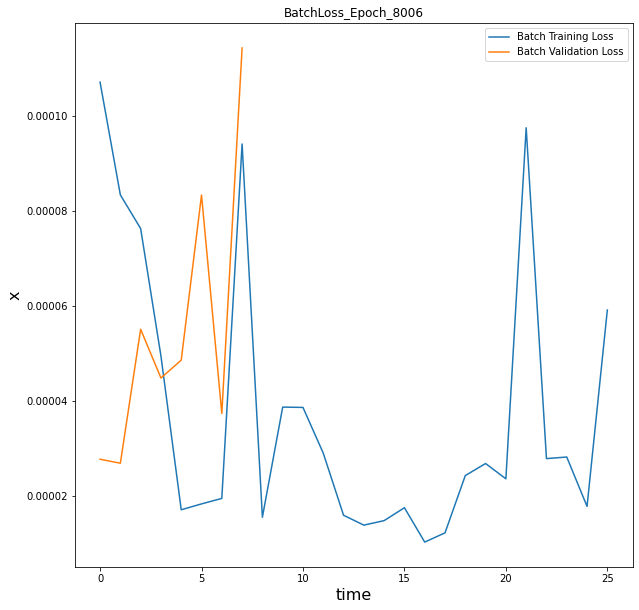 BatchLoss_Epoch_8006
Batch Training Loss
Batch Validation Loss
0.00010
0.00008
0.00006
0.00004
0.00002
x
0 5 10 15 20 25
time